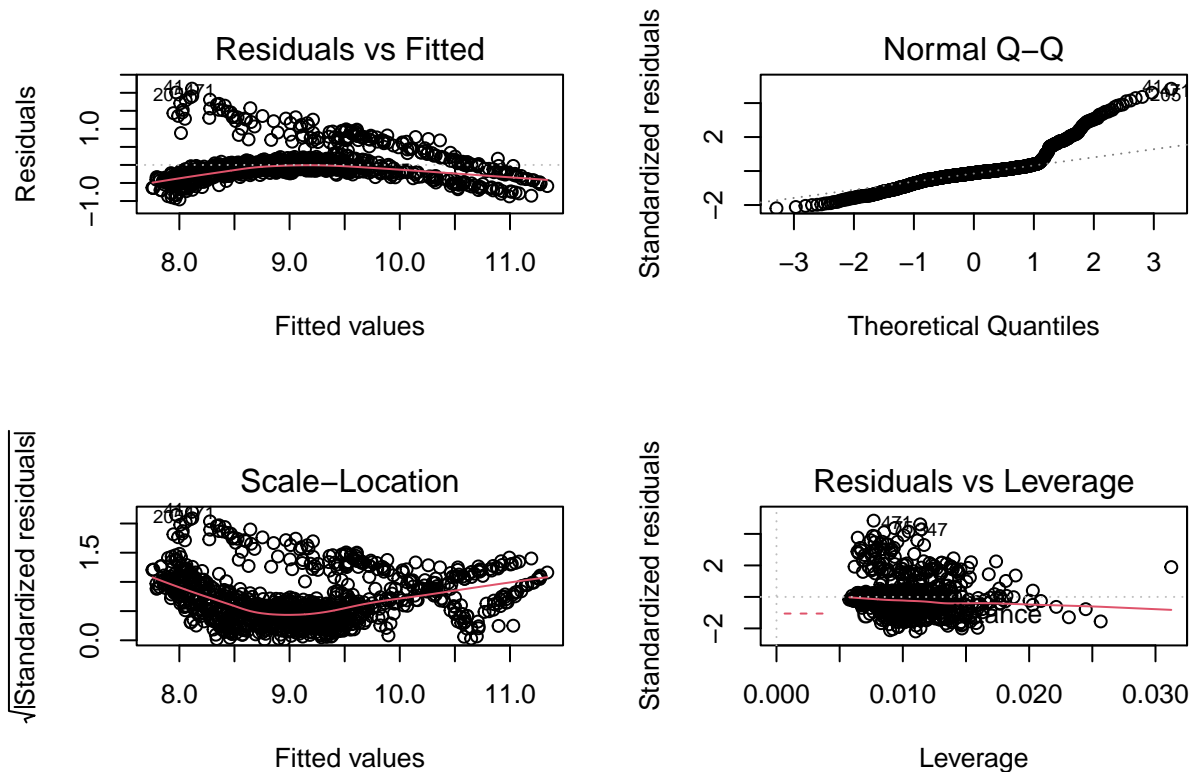 Residuals vs Fitted
Residuals
1.0
−1.0
8.0 9.0 10.0 11.0
Fitted values
Normal Q−Q
Standardized residuals
2
−2
−3 −2 −1 0 1 2 3
Theoretical Quantiles
Scale−Location
√|Standardized residuals|
1.5
0.0
8.0 9.0 10.0 11.0
Fitted values
Residuals vs Leverage
Standardized residuals
2
−2
471
0.000 0.010 0.020 0.030
Leverage